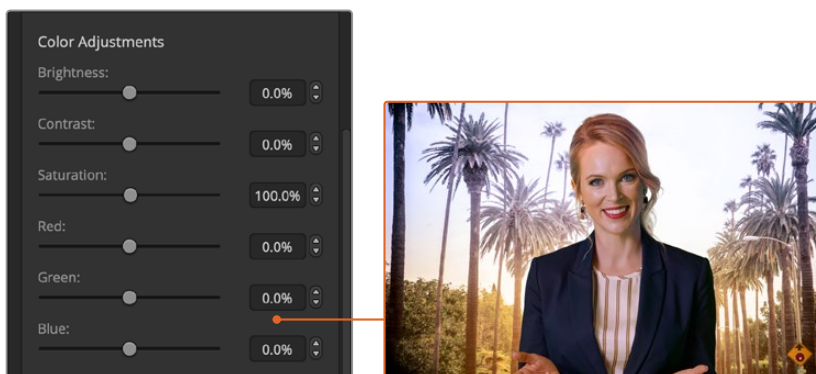 Color Adjustments
Brightness:
0.0%
Contrast:
0.0%
Saturation:
100.0%
Red:
0.0%
Green:
0.0%
Blue:
0.0%